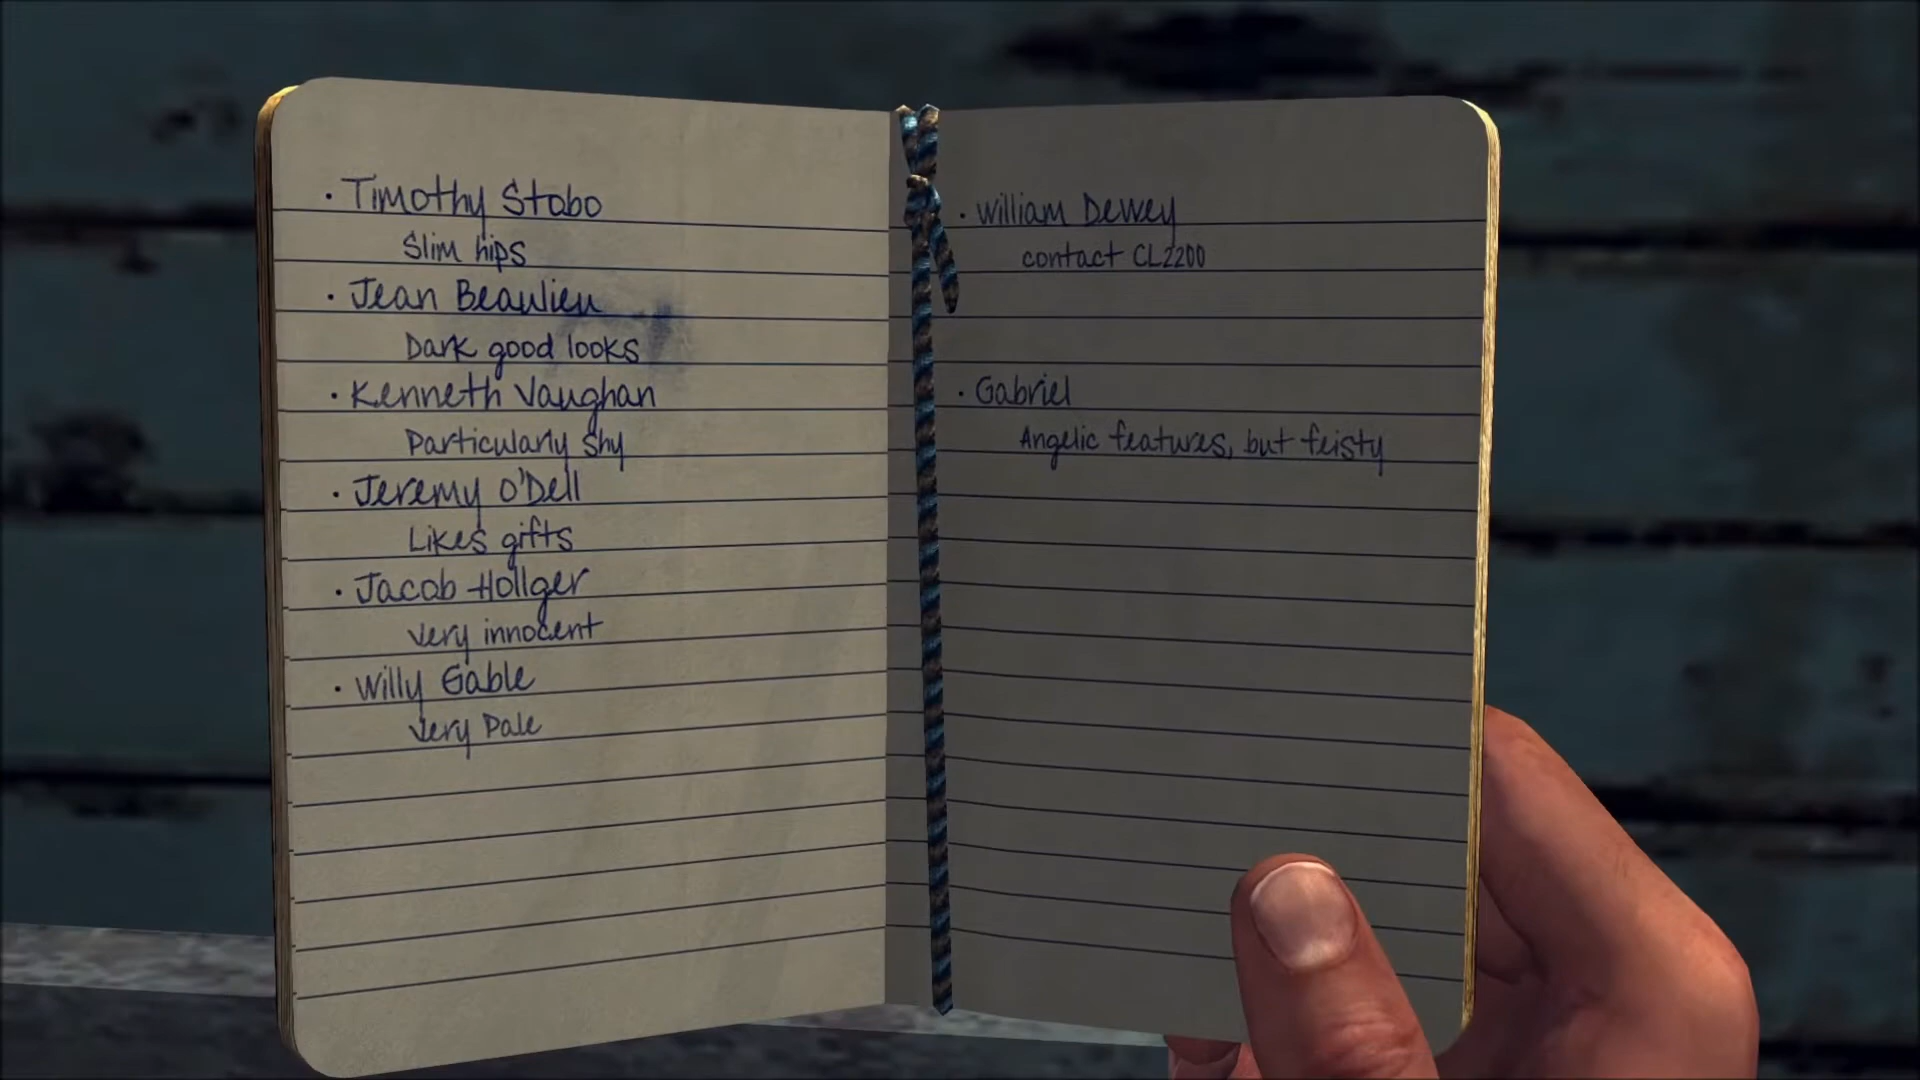 · Timothy Stabo
Slim hips
· Jean Beaulieu
Dark good looks
· Kenneth Vaughan
Particularly shy
· Jeremy O'Dell
Likes gifts
· Jacob Hollger
Very innocent
· Willy Gable
Very Pale
· William Dewey
contact CL2200
· Gabriel
Angelic features, but feisty